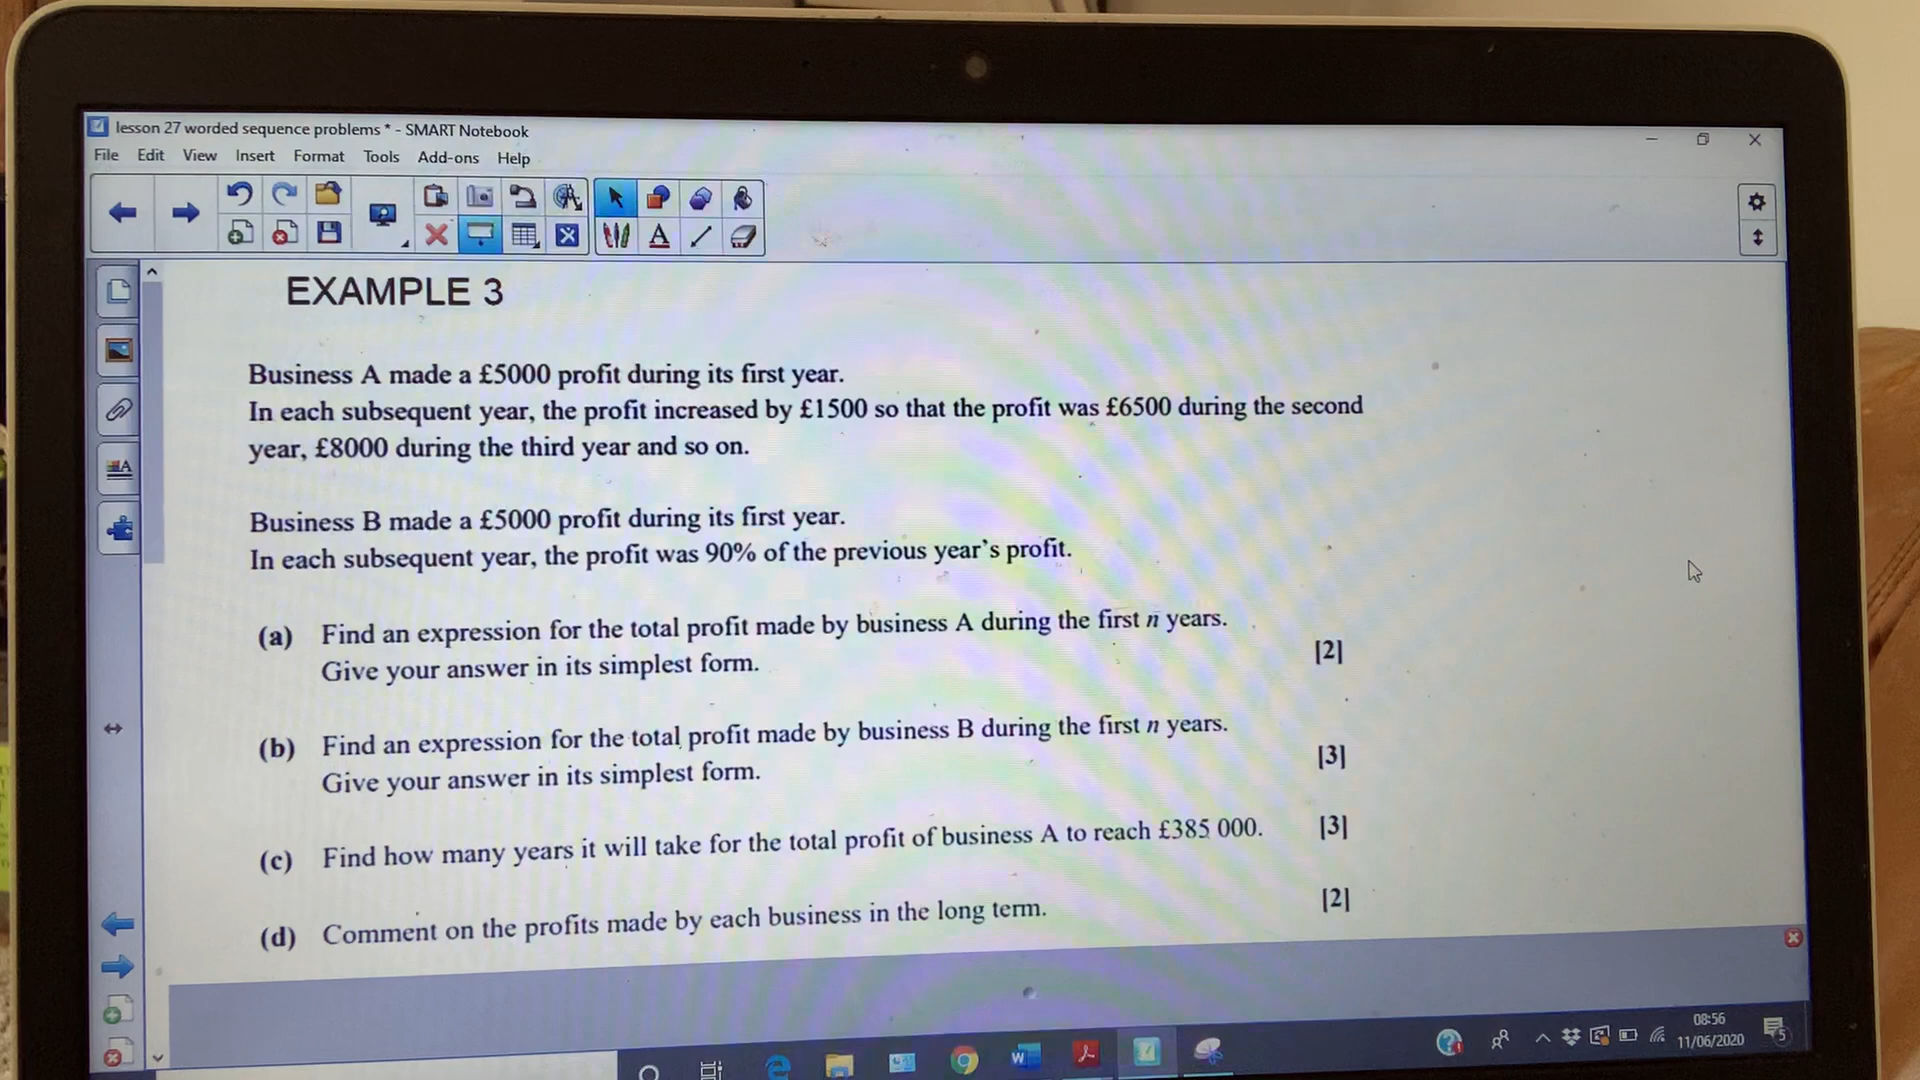 lesson 27 worded sequence problems * - SMART Notebook
File Edit View Insert Format Tools Add-ons Help
EXAMPLE 3
Business A made a £5000 profit during its first year.
In each subsequent year, the profit increased by £1500 so that the profit was £6500 during the second
year, £8000 during the third year and so on.
Business B made a £5000 profit during its first year.
In each subsequent year, the profit was 90% of the previous year's profit.
(a) Find an expression for the total profit made by business A during the first n years.
Give your answer in its simplest form.
[2]
(b) Find an expression for the total profit made by business B during the first n years.
Give your answer in its simplest form.
[3]
(c) Find how many years it will take for the total profit of business A to reach £385 000. [3]
(d) Comment on the profits made by each business in the long term. [2]
08:56
11/06/2020
5